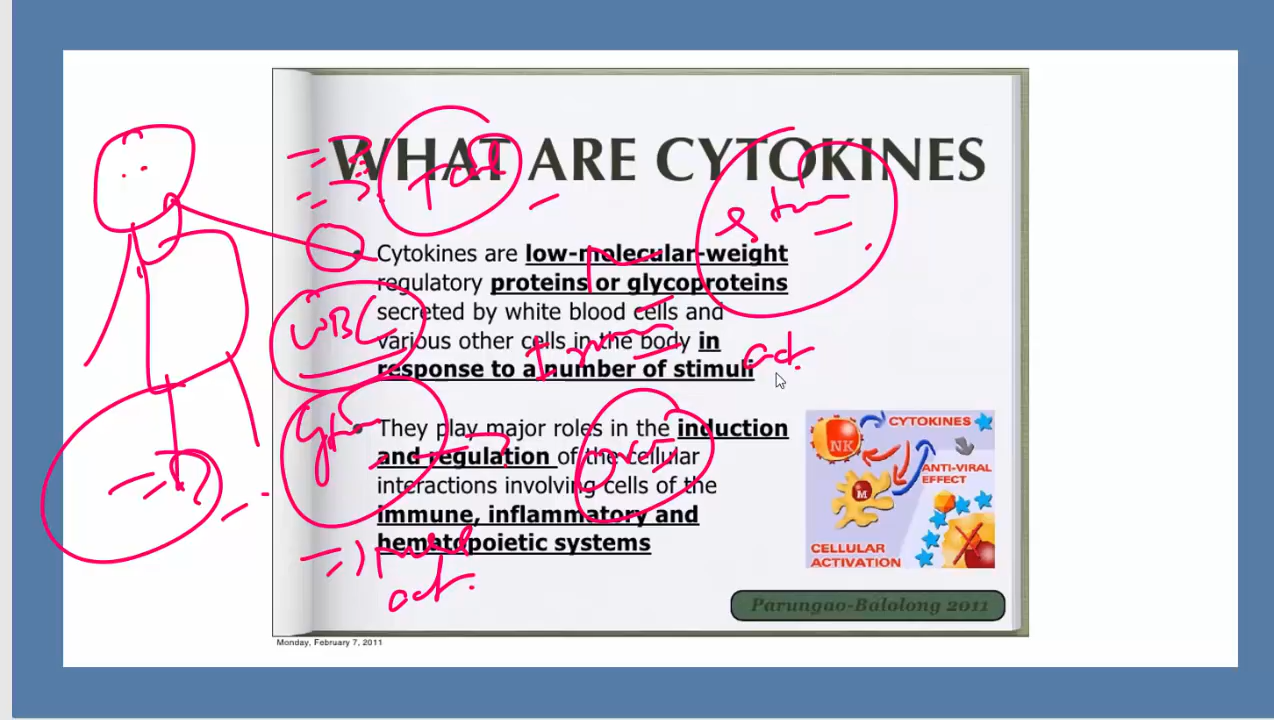 WHAT ARE CYTOKINES
• Cytokines are low-molecular-weight
regulatory proteins or glycoproteins
secreted by white blood cells and
various other cells in the body in
response to a number of stimuli
• They play major roles in the induction
and regulation of the cellular
interactions involving cells of the
immune, inflammatory and
hematopoietic systems
WBC
act.
act.
NK
CYTOKINES
M
ANTI-VIRAL
EFFECT
CELLULAR
ACTIVATION
Parungao-Balolong 2011
Monday, February 7, 2011